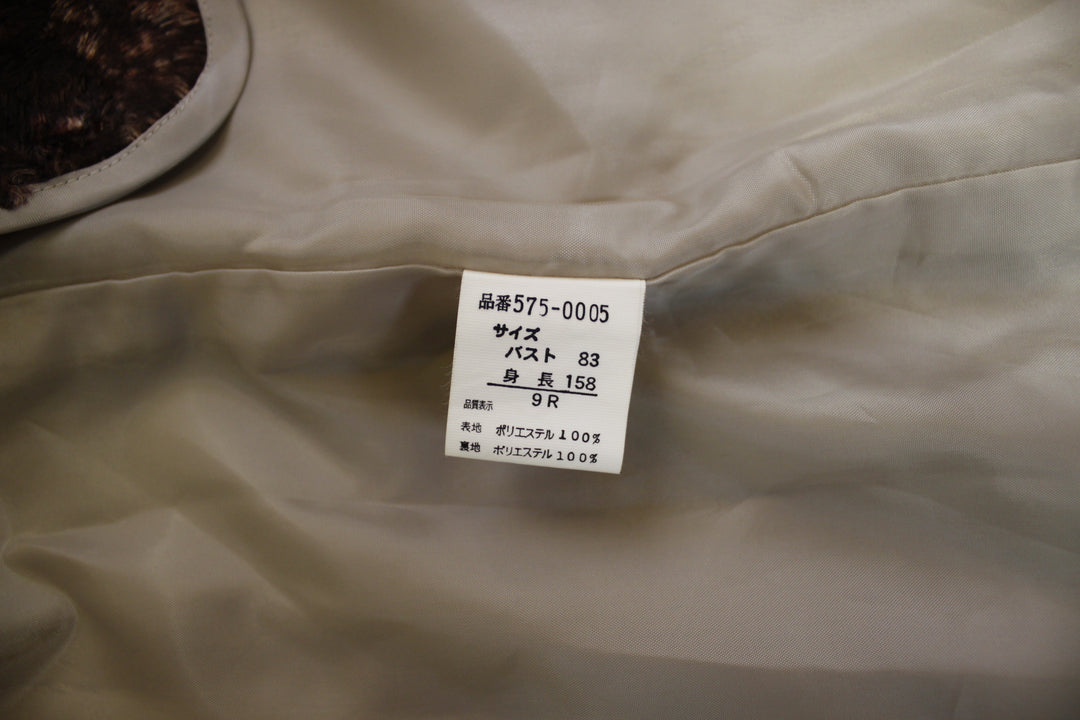 品番575-0005
サイズ
バスト 83
身長 158
9R
品質表示
表地 ポリエステル100%
裏地 ポリエステル100%